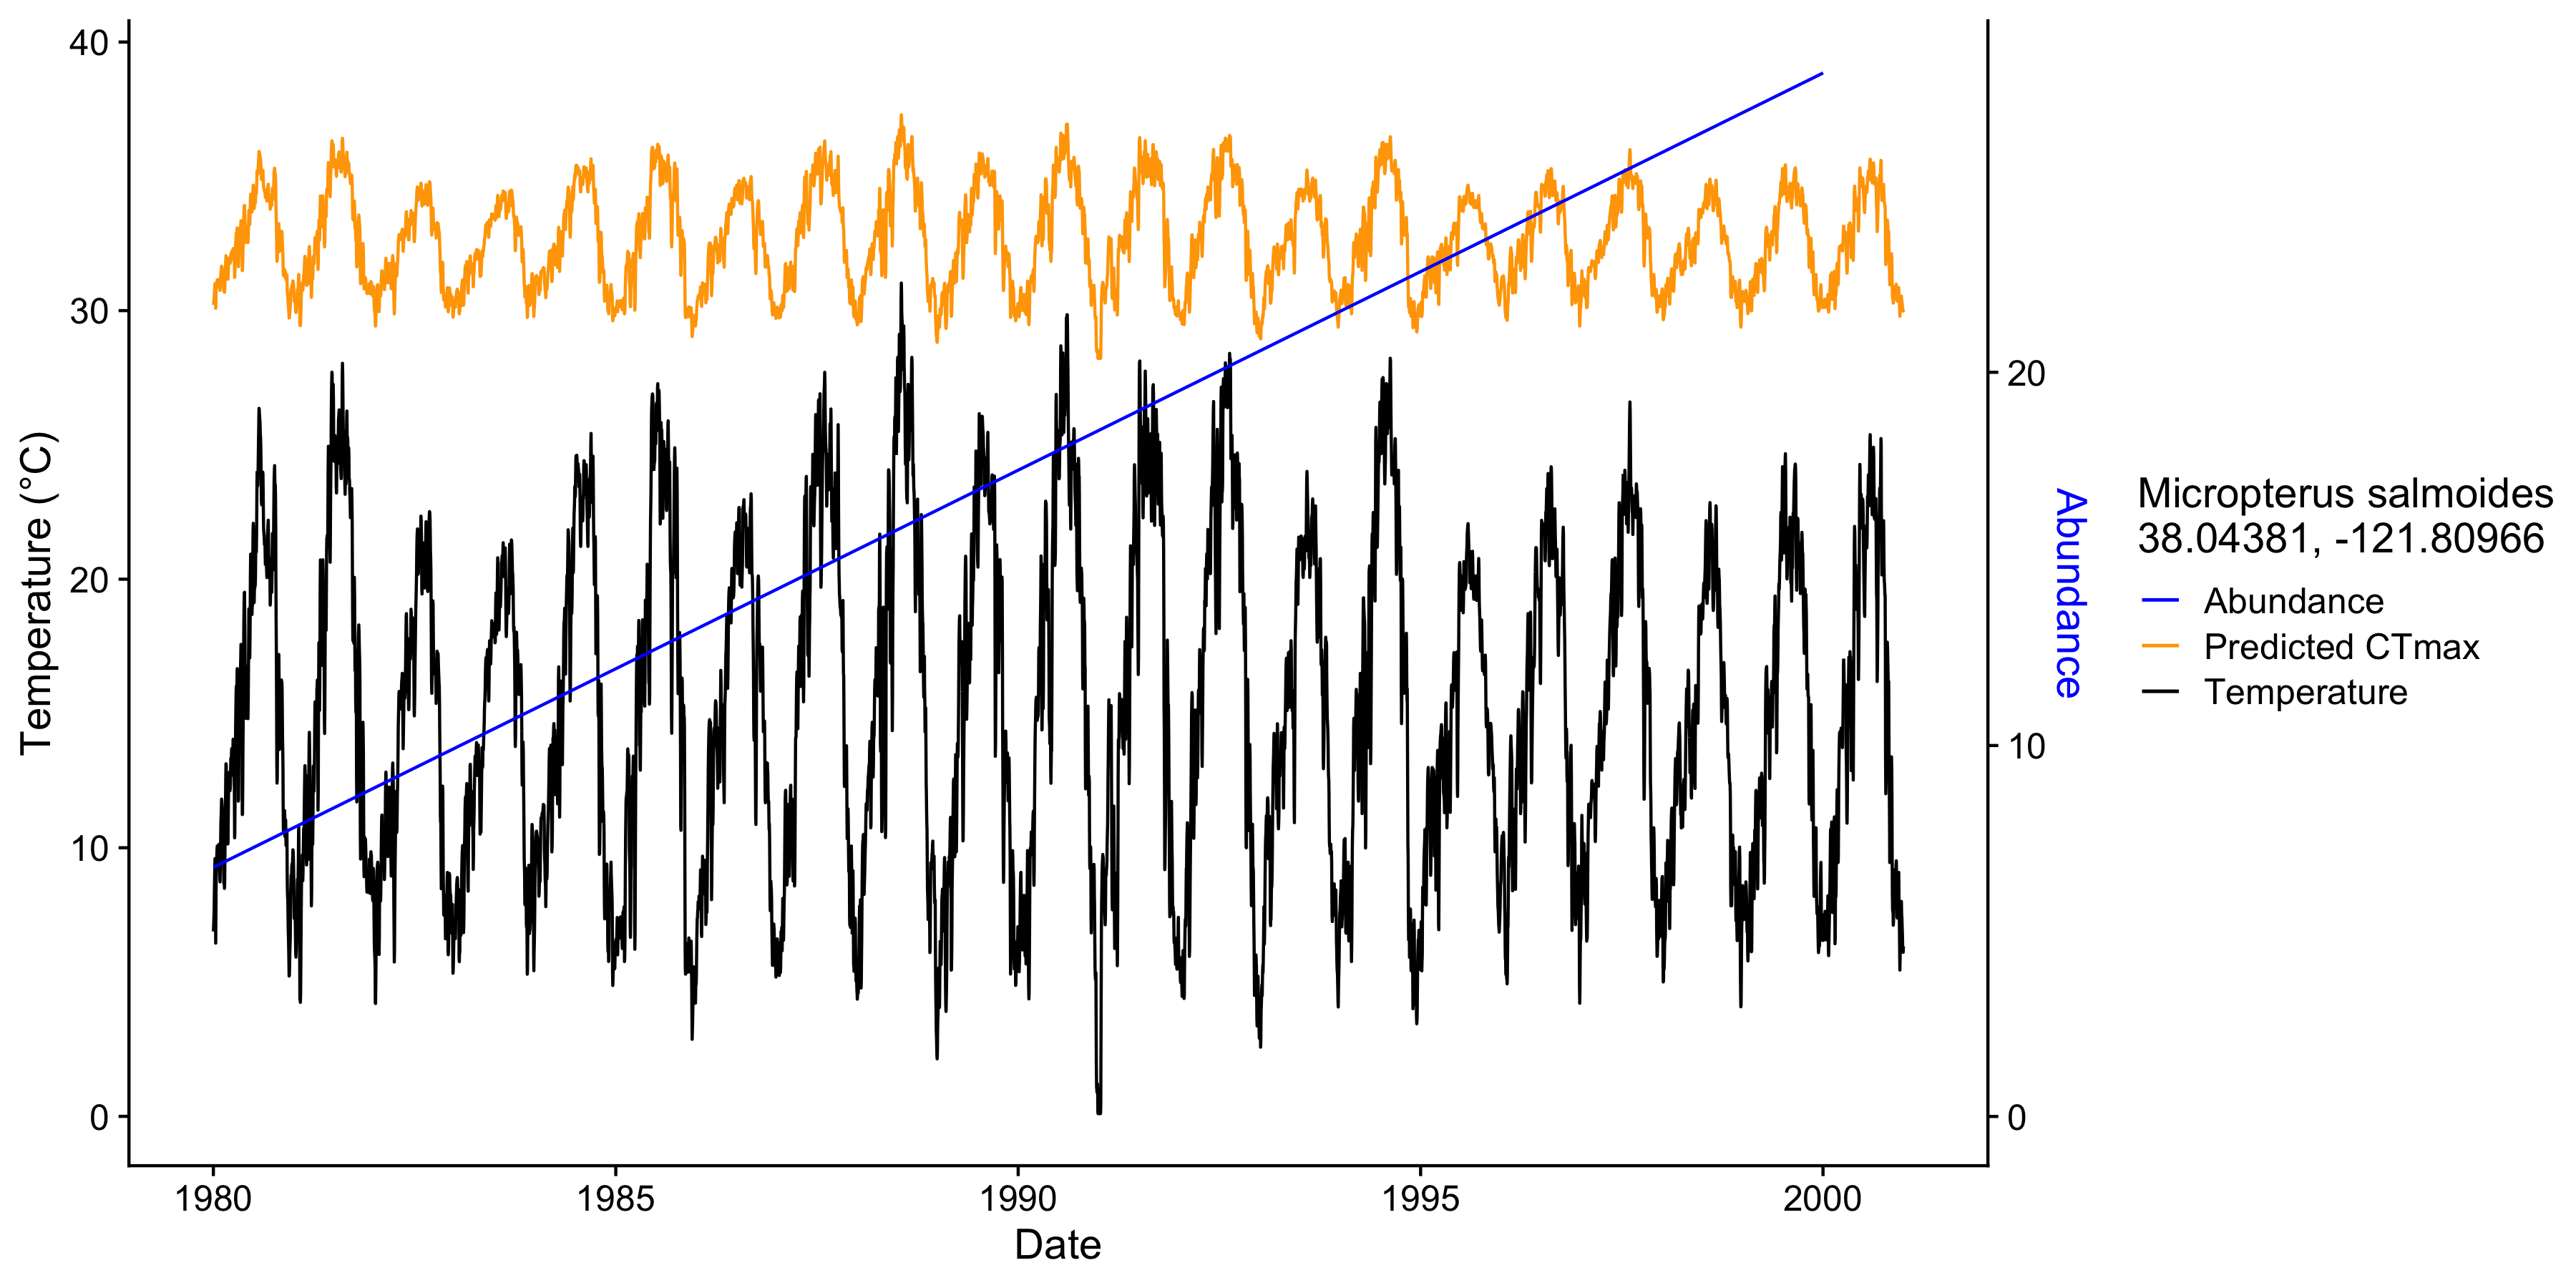 40
30
20
10
0
Temperature (°C)
1980
1985
1990
1995
2000
Date
20
10
0
Abundance
Micropterus salmoides
38.04381, -121.80966
Abundance
Predicted CTmax
Temperature